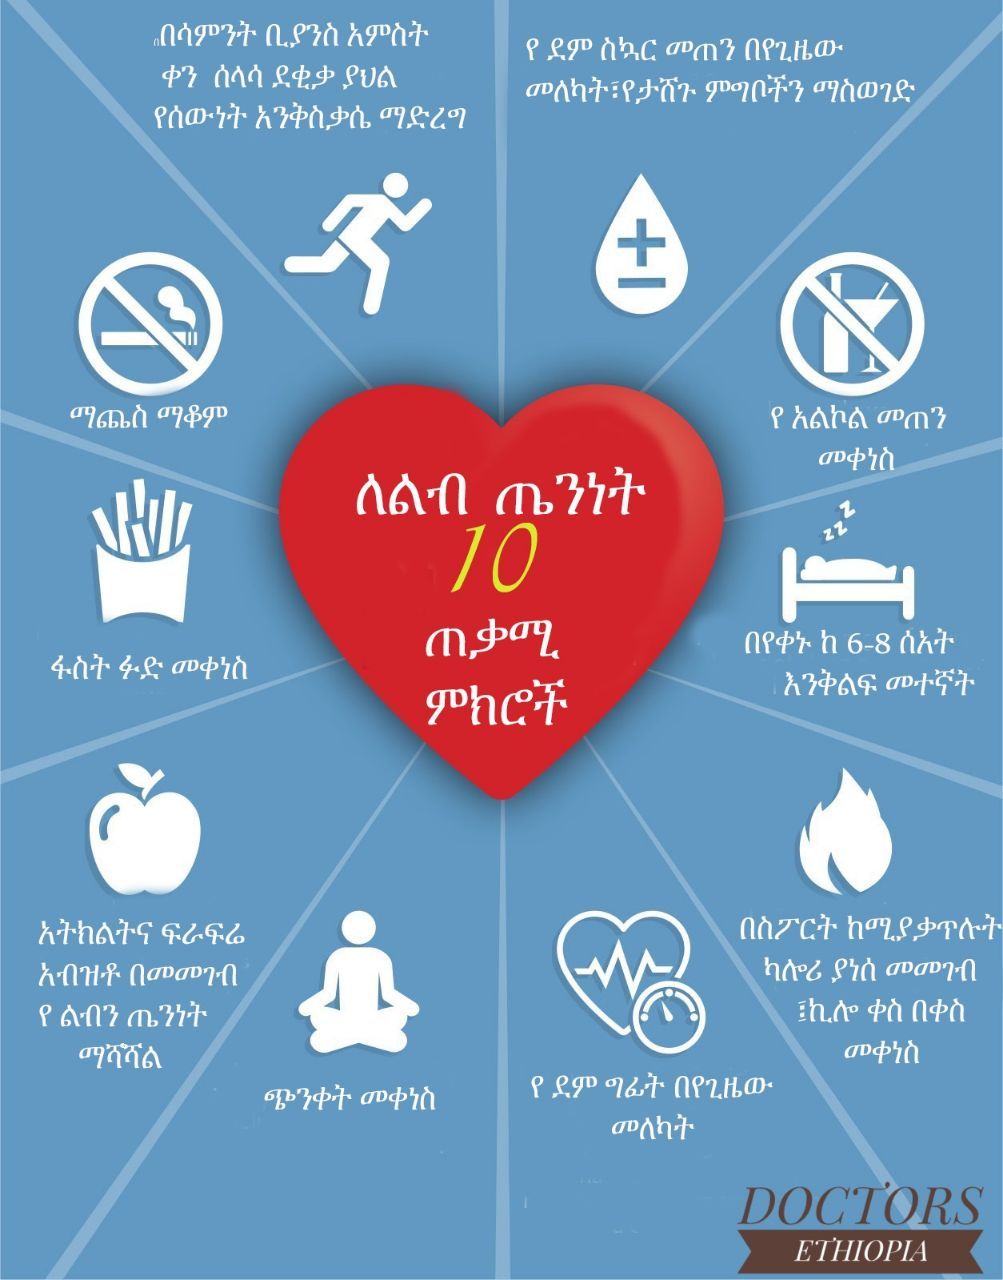 ለልብ ጤንነት
10
ጠቃሚ
ምክሮች
በሳምንት ቢያንስ አምስት
ቀን ሰላሳ ደቂቃ ያህል
የሰውነት እንቅስቃሴ ማድረግ
የ ደም ስኳር መጠን በየጊዜው
መለካት፣የታሸጉ ምግቦችን ማስወገድ
የ አልኮል መጠን
መቀነስ
በየቀኑ ከ 6-8 ሰአት
እንቅልፍ መተኛት
በስፖርት ከሚያቃጥሉት
ካሎሪ ያነሰ መመገብ
፤ኪሎ ቀስ በቀስ
መቀነስ
የ ደም ግፊት በየጊዜው
መለካት
ጭንቀት መቀነስ
አትክልትና ፍራፍሬ
አብዝቶ በመመገብ
የ ልብን ጤንነት
ማሻሻል
ፋስት ፉድ መቀነስ
ማጨስ ማቆም
DOCTORS
ETHIOPIA